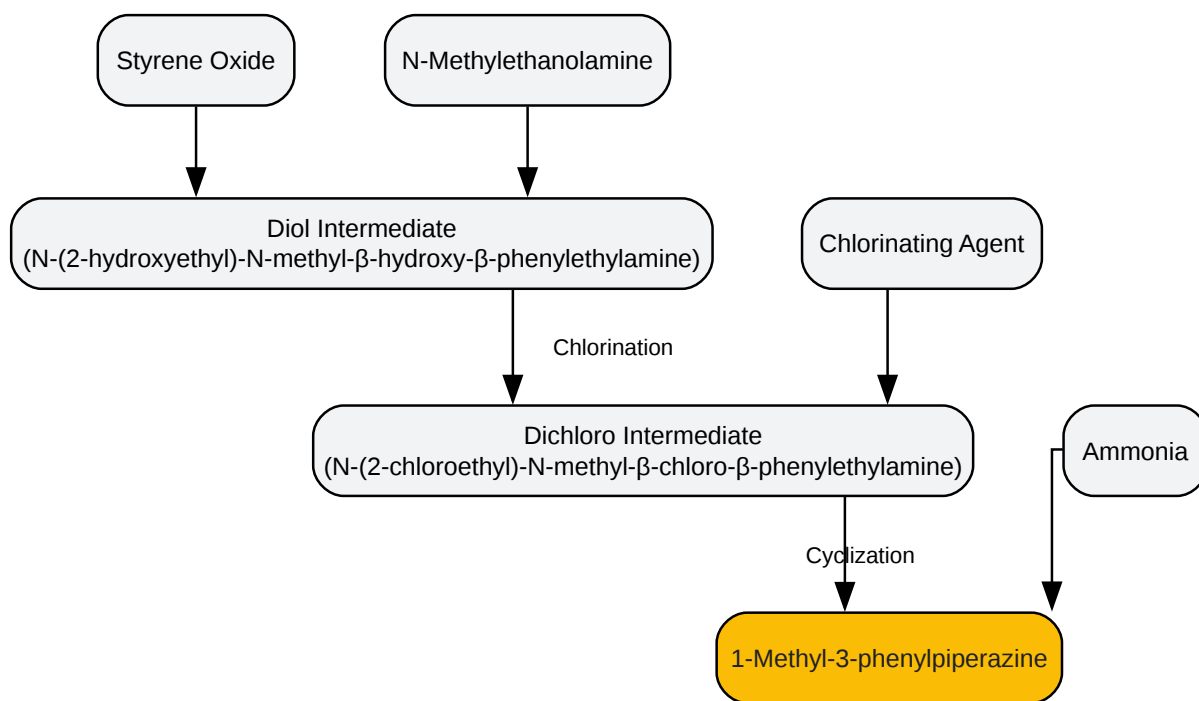 Styrene Oxide
N-Methylethanolamine
Diol Intermediate
(N-(2-hydroxyethyl)-N-methyl-β-hydroxy-β-phenylethylamine)
Chlorinating Agent
Chlorination
Dichloro Intermediate
(N-(2-chloroethyl)-N-methyl-β-chloro-β-phenylethylamine)
Ammonia
Cyclization
1-Methyl-3-phenylpiperazine